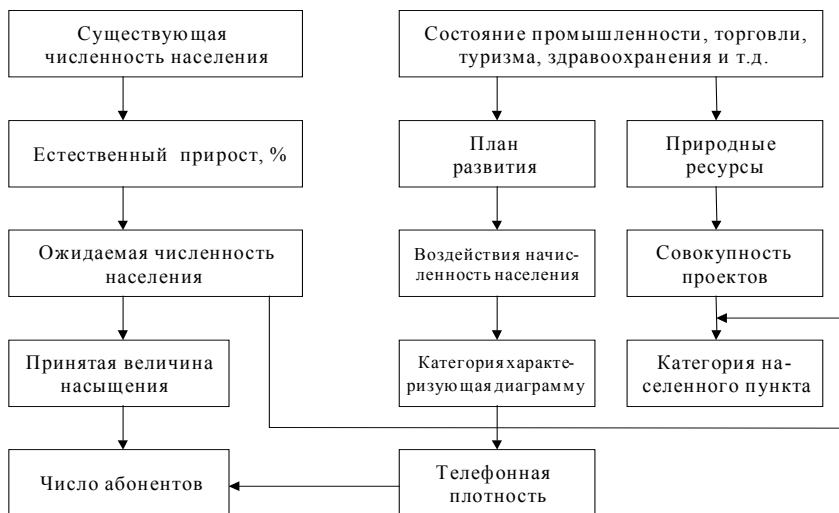 Существующая
численность населения
Состояние промышленности, торговли,
туризма, здравоохранения и т.д.
Естественный прирост, %
План
развития
Природные
ресурсы
Ожидаемая численность
населения
Воздействия начис-
ленность населения
Совокупность
проектов
Принятая величина
насыщения
Категория характе-
ризующая диаграмму
Категория на-
селенного пункта
Число абонентов
Телефонная
плотность